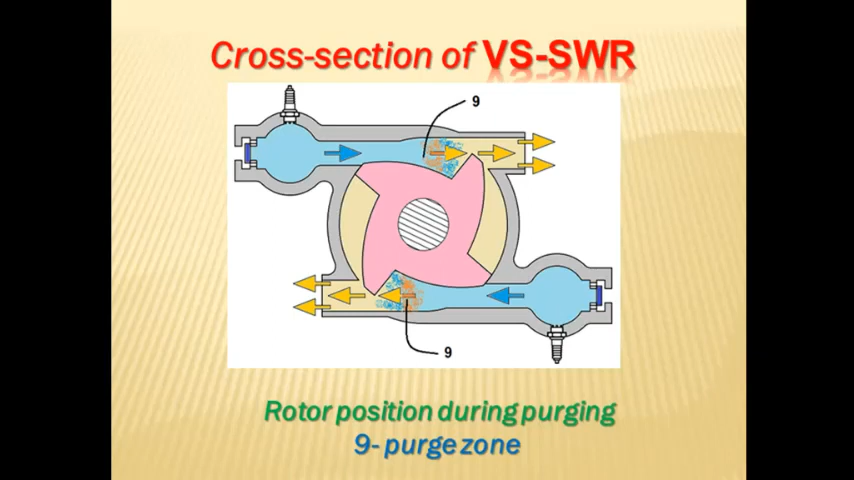 Cross-section of VS-SWR
9
9
Rotor position during purging
9- purge zone